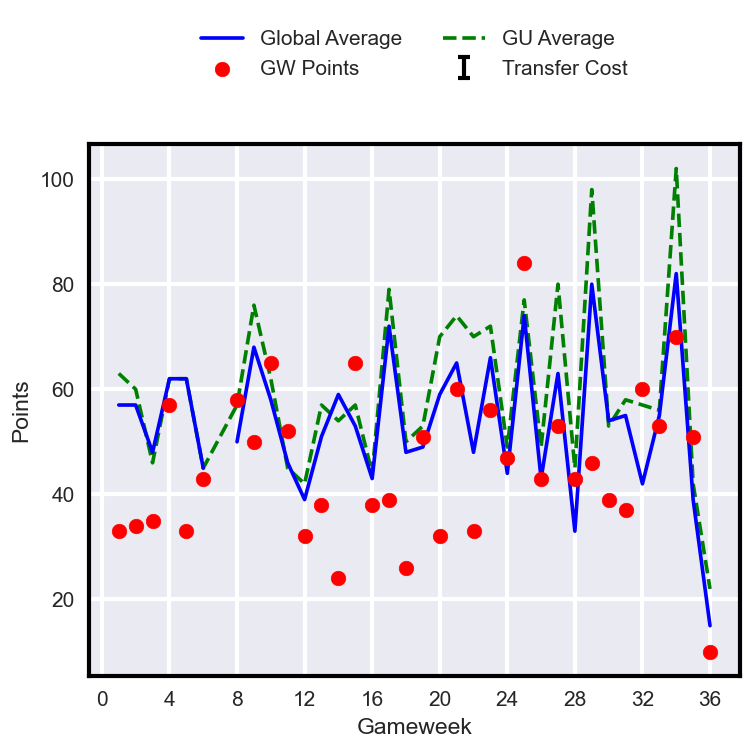 Global Average GU Average
GW Points Transfer Cost
100
80
60
40
20
Points
0 4 8 12 16 20 24 28 32 36
Gameweek